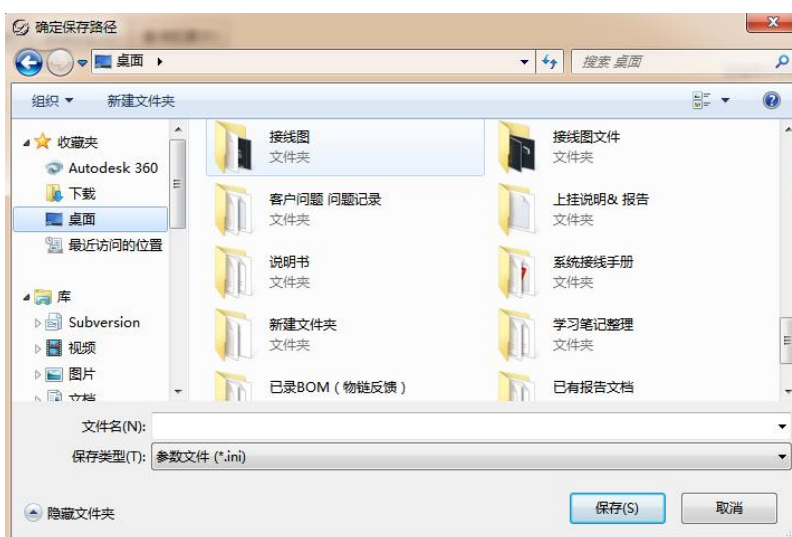 确定保存路径
桌面
搜索 桌面
组织
新建文件夹
收藏夹
Autodesk 360
下载
桌面
最近访问的位置
库
Subversion
视频
图片
文档
接线图
文件夹
接线图文件
文件夹
客户问题 问题记录
文件夹
上挂说明& 报告
文件夹
说明书
文件夹
系统接线手册
文件夹
新建文件夹
文件夹
学习笔记整理
文件夹
已录BOM（物链反馈）
已有报告文档
文件名(N):
保存类型(T): 参数文件 (*.ini)
隐藏文件夹
保存(S)
取消